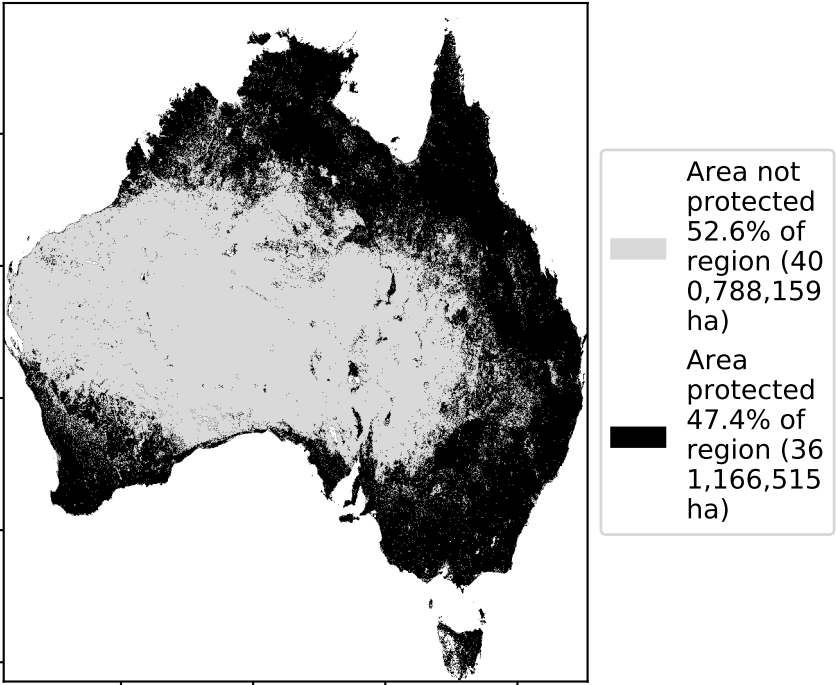 Area not
protected
52.6% of
region (40
0,788,159
ha)
Area
protected
47.4% of
region (36
1,166,515
ha)